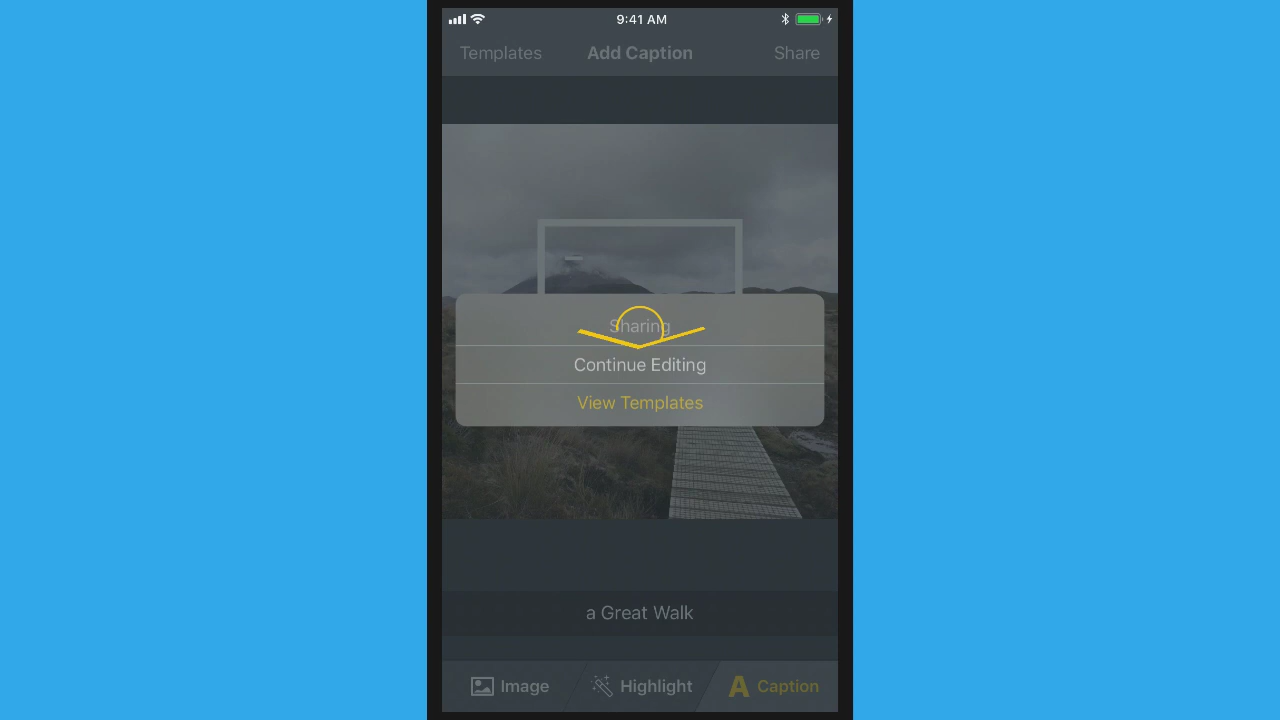 9:41 AM
Templates Add Caption Share
Sharing
Continue Editing
View Templates
a Great Walk
Image Highlight A Caption